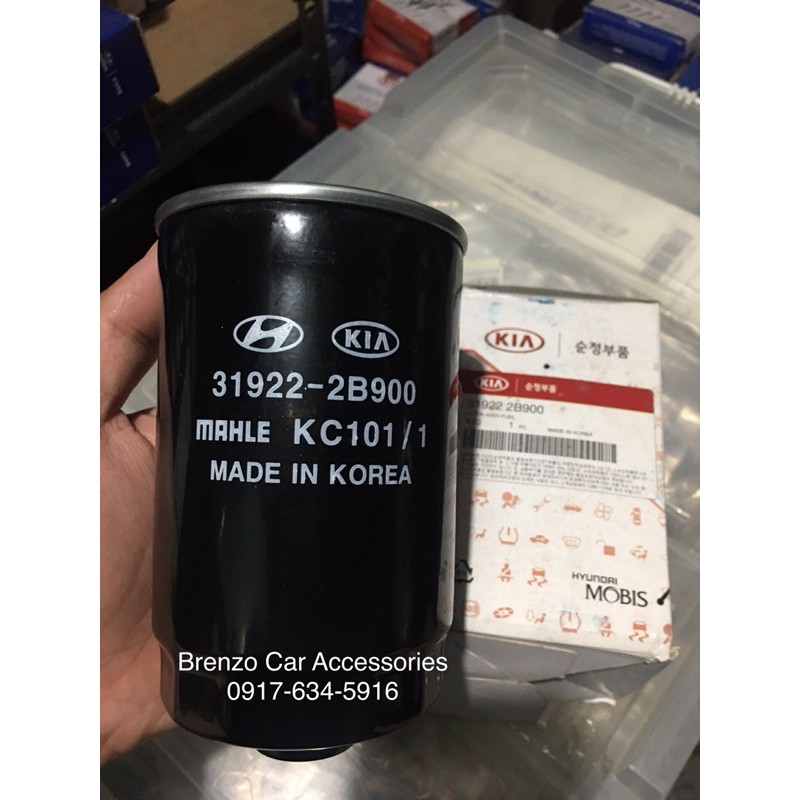 KIA
31922-2B900
MAHLE KC101/1
MADE IN KOREA
KIA 순정부품
KIA 순정부품
31922 2B900
1 PC MADE IN KOREA
HYUNDAI
MOBIS
Brenzo Car Accessories
0917-634-5916